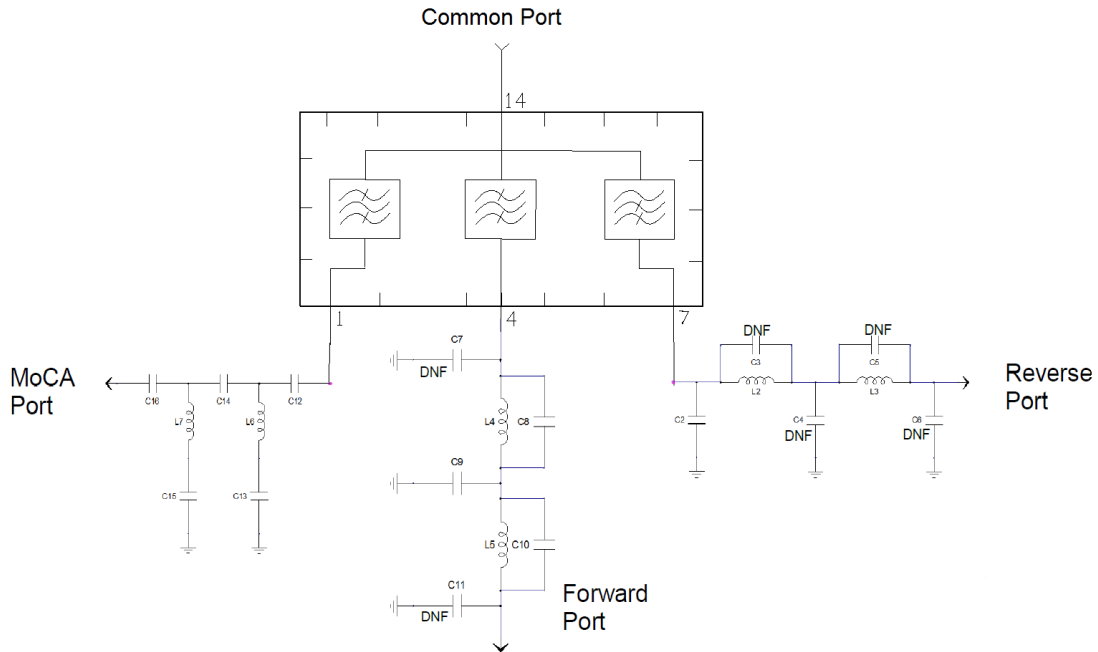 Common Port
14
1
4
7
MoCA
Port
C16
C14
C12
L7
L6
C15
C13
C7
DNF
L4
C8
C9
L5
C10
C11
DNF
Forward
Port
DNF
C3
L2
DNF
C5
L3
C2
C4
DNF
C6
DNF
Reverse
Port